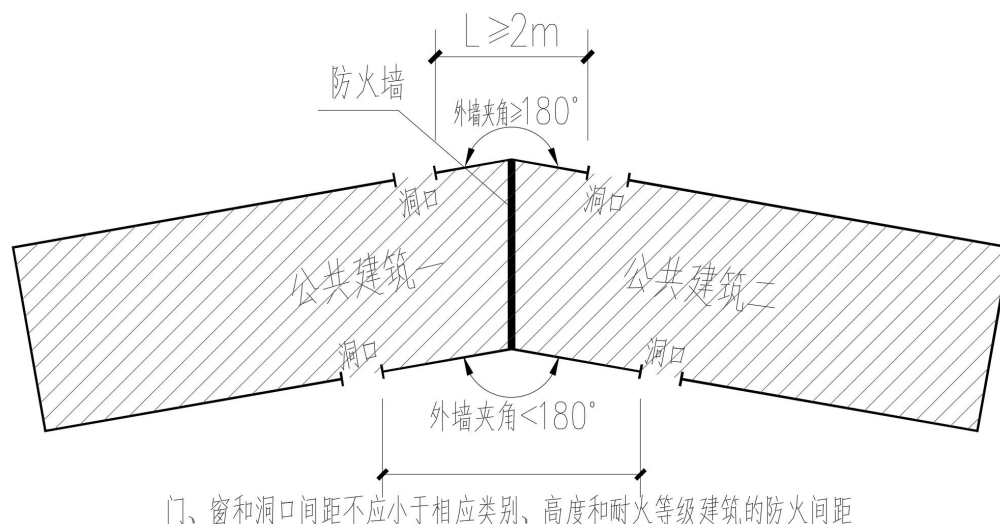 L≥2m
防火墙
外墙夹角≥180°
洞口
洞口
公共建筑一
公共建筑二
洞口
洞口
外墙夹角<180°
门、窗和洞口间距不应小于相应类别、高度和耐火等级建筑的防火间距